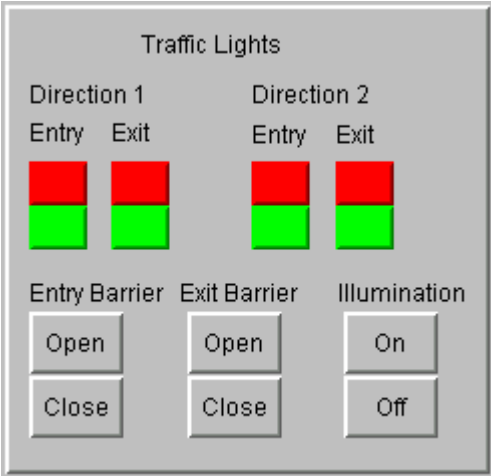 Traffic Lights
Direction 1 Direction 2
Entry Exit Entry Exit
Entry Barrier Exit Barrier Illumination
Open Open On
Close Close Off